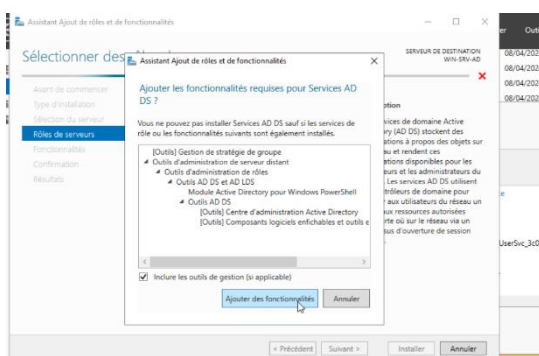 Assistant Ajout de rôles et de fonctionnalités
Sélectionner des
SERVEUR DE DESTINATION
WIN-SRV-AD
Avant de commencer
Type d'installation
Sélection du serveur
Rôles de serveurs
Fonctionnalités
Confirmation
Résultats
Assistant Ajout de rôles et de fonctionnalités
Ajouter les fonctionnalités requises pour Services AD
DS ?
Vous ne pouvez pas installer Services AD DS sauf si les services de
rôle ou les fonctionnalités suivants sont également installés.
[Outils] Gestion de stratégie de groupe
Outils d'administration de serveur distant
Outils d'administration de rôles
Outils AD DS et AD LDS
Module Active Directory pour Windows PowerShell
Outils AD DS
[Outils] Centre d'administration Active Directory
[Outils] Composants logiciels enfichables et outils e
Inclure les outils de gestion (si applicable)
Ajouter des fonctionnalités
Annuler
ption
vices de domaine Active
ry (AD DS) stockent des
ations à propos des objets sur
au et rendent ces
ations disponibles pour les
eurs et les administrateurs du
. Les services AD DS utilisent
trôleurs de domaine pour
aux utilisateurs du réseau un
aux ressources autorisées
rte où sur le réseau via un
sus d'ouverture de session
< Précédent
Suivant >
Installer
Annuler
er
Out
08/04/202
08/04/202
08/04/202
08/04/202
UserSvc_3c0